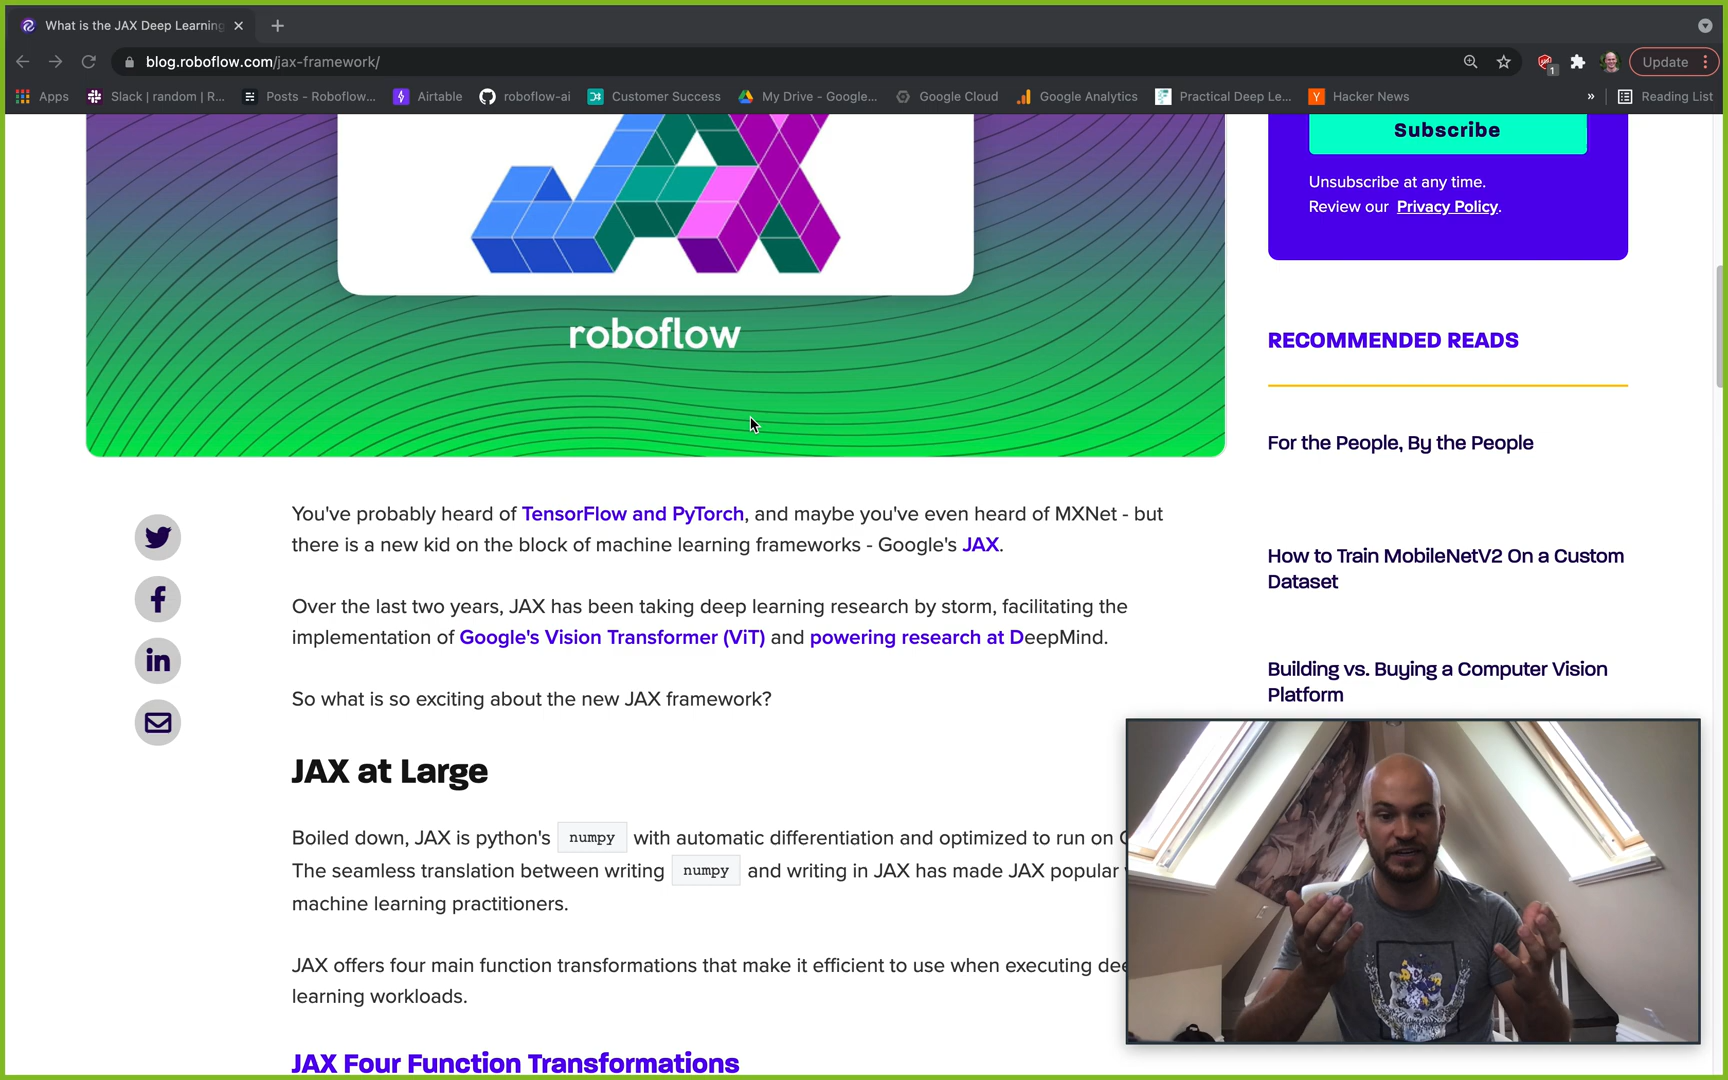 What is the JAX Deep Learning
blog.roboflow.com/jax-framework/
1
Update
Apps
Slack | random | R...
Posts - Roboflow...
Airtable
roboflow-ai
Customer Success
My Drive - Google...
Google Cloud
Google Analytics
Practical Deep Le...
Hacker News
»
Reading List
JAX
roboflow
You've probably heard of TensorFlow and PyTorch, and maybe you've even heard of MXNet - but
there is a new kid on the block of machine learning frameworks - Google's JAX.
Over the last two years, JAX has been taking deep learning research by storm, facilitating the
implementation of Google's Vision Transformer (ViT) and powering research at DeepMind.
So what is so exciting about the new JAX framework?
JAX at Large
Boiled down, JAX is python's numpy with automatic differentiation and optimized to run on
The seamless translation between writing numpy and writing in JAX has made JAX popular
machine learning practitioners.
JAX offers four main function transformations that make it efficient to use when executing dee
learning workloads.
JAX Four Function Transformations
Subscribe
Unsubscribe at any time.
Review our Privacy Policy.
RECOMMENDED READS
For the People, By the People
How to Train MobileNetV2 On a Custom
Dataset
Building vs. Buying a Computer Vision
Platform